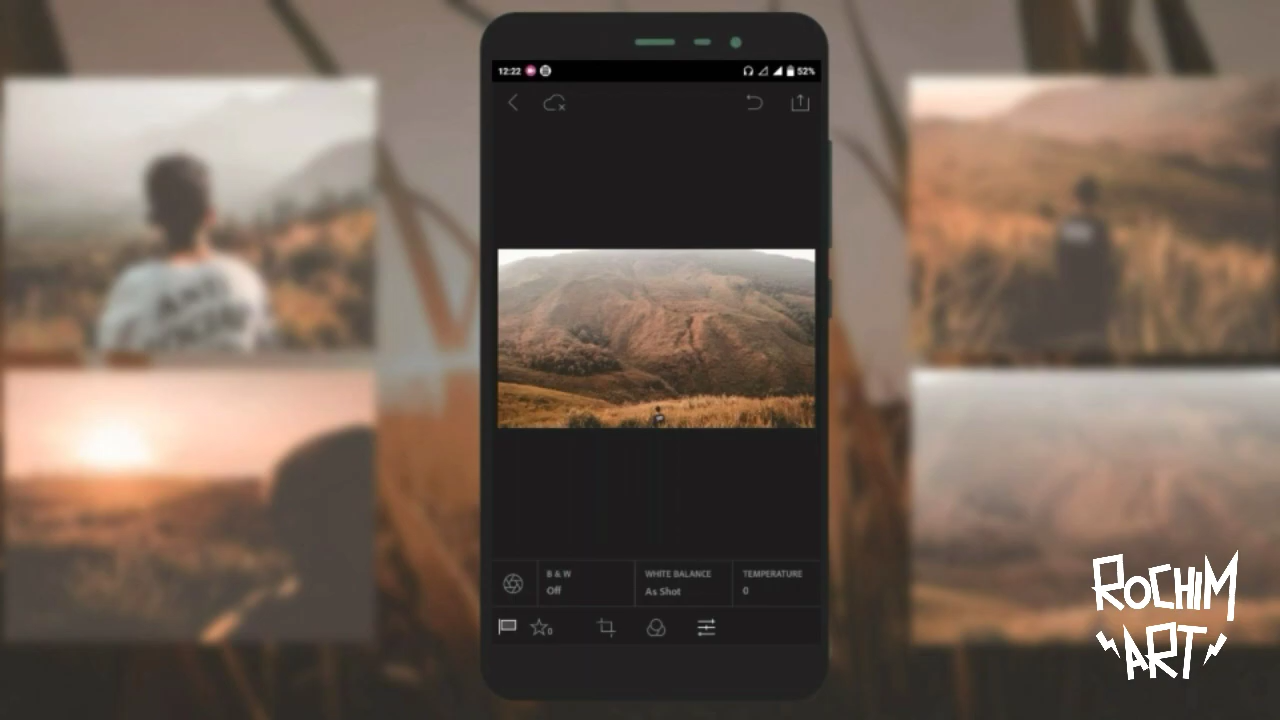 12:22
52%
B & W
Off
WHITE BALANCE
As Shot
TEMPERATURE
0
0
ROCHIM
ART